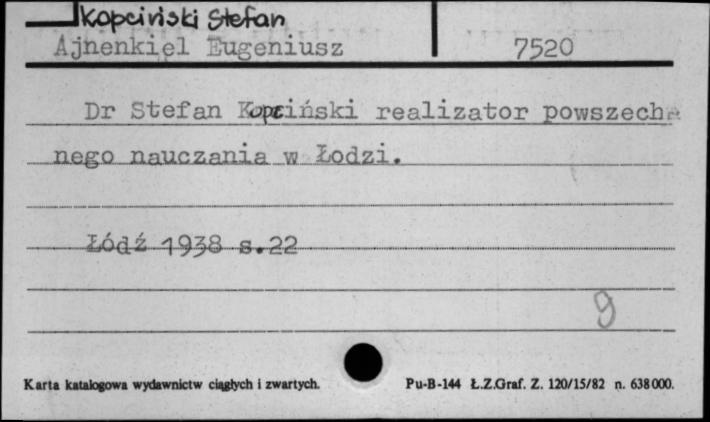 Kopciński Stefan
Ajnenkiel Eugeniusz 7520
Dr Stefan Kopciński realizator powszech-
nego nauczania w Łodzi.
Łódź 1938 s.22
9
Karta katalogowa wydawnictw ciągłych i zwartych. Pu-B-144 Ł.Z.Graf. Z. 120/15/82 n. 638000.